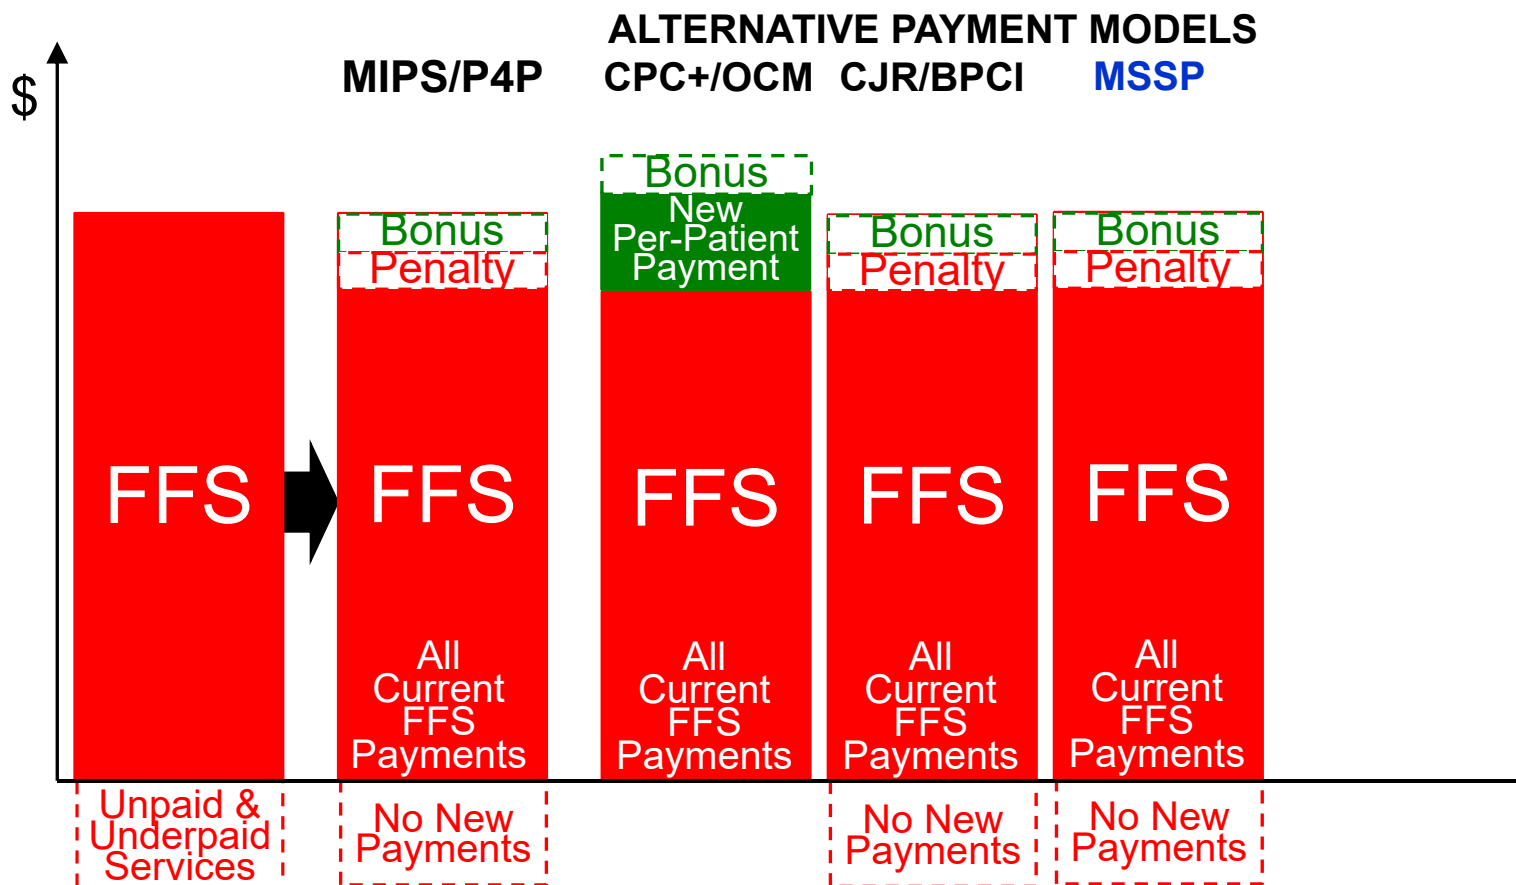 ALTERNATIVE PAYMENT MODELS
$
MIPS/P4P
CPC+/OCM
CJR/BPCI
MSSP
FFS
Unpaid &
Underpaid
Services
Bonus
Penalty
FFS
All
Current
FFS
Payments
No New
Payments
Bonus
New
Per-Patient
Payment
FFS
All
Current
FFS
Payments
Bonus
Penalty
FFS
All
Current
FFS
Payments
No New
Payments
Bonus
Penalty
FFS
All
Current
FFS
Payments
No New
Payments